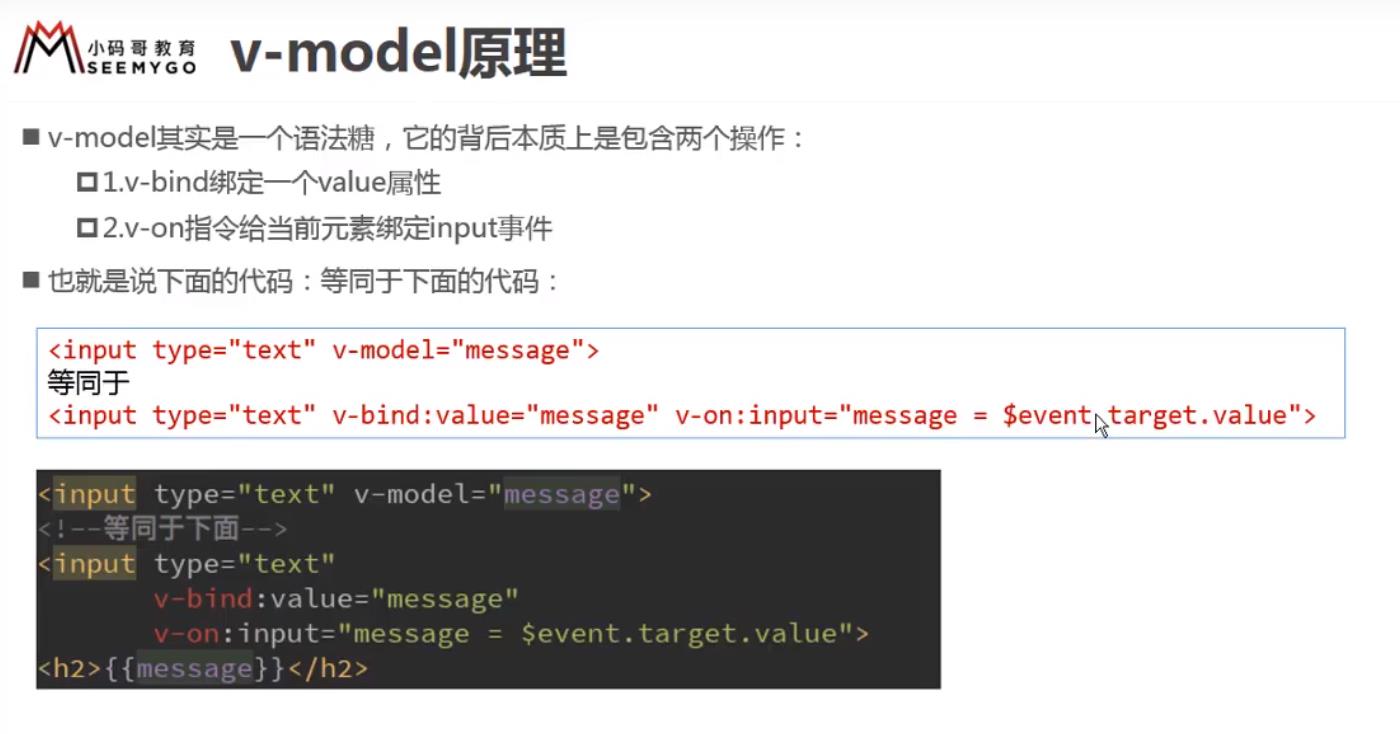 小码哥教育
SEEMYGO
v-model原理
v-model其实是一个语法糖，它的背后本质上是包含两个操作：
1.v-bind绑定一个value属性
2.v-on指令给当前元素绑定input事件
也就是说下面的代码：等同于下面的代码：
<input type="text" v-model="message">
等同于
<input type="text" v-bind:value="message" v-on:input="message = $event.target.value">
<input type="text" v-model="message">
<!--等同于下面-->
<input type="text"
v-bind:value="message"
v-on:input="message = $event.target.value">
<h2>{{message}}</h2>